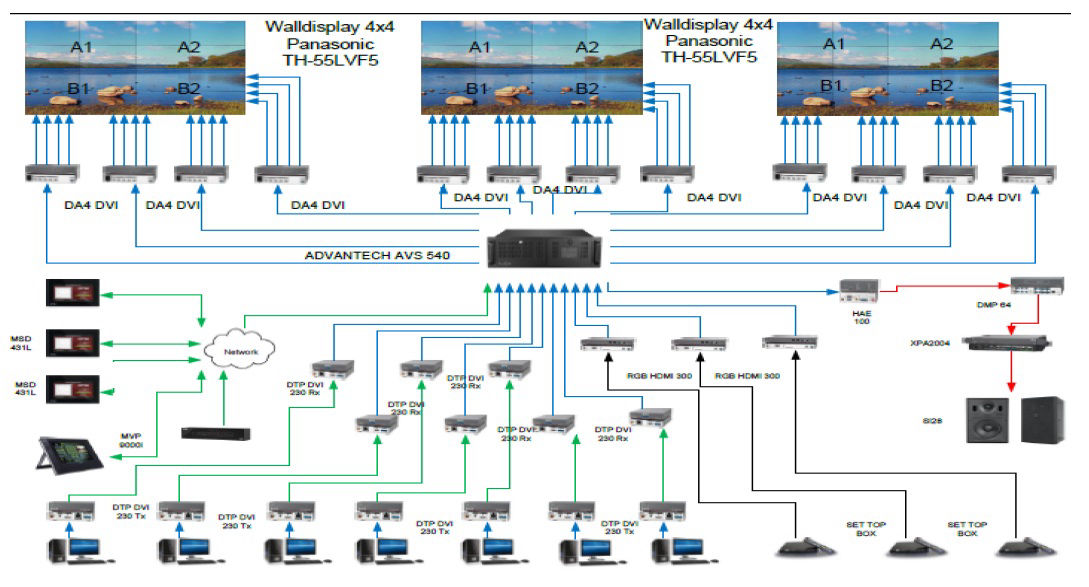 Walldisplay 4x4
Panasonic
TH-55LVF5
Walldisplay 4x4
Panasonic
TH-55LVF5
A1
A2
B1
B2
A1
A2
B1
B2
A1
A2
B1
B2
DA4 DVI
DA4 DVI
DA4 DVI
DA4 DVI
DA4 DVI
DA4 DVI
DA4 DVI
DA4 DVI
DA4 DVI
DA4 DVI
ADVANTECH AVS 540
MSD
431L
MSD
431L
Network
HAE
100
DMP 64
XPA2004
SI28
DTP DVI
230 Rx
DTP DVI
230 Rx
RGB HDMI 300
RGB HDMI 300
DTP DVI
230 Rx
DTP DVI
230 Rx
MVP
9000i
DTP DVI
230 Tx
DTP DVI
230 Tx
DTP DVI
230 Tx
DTP DVI
230 Tx
SET TOP
BOX
SET TOP
BOX